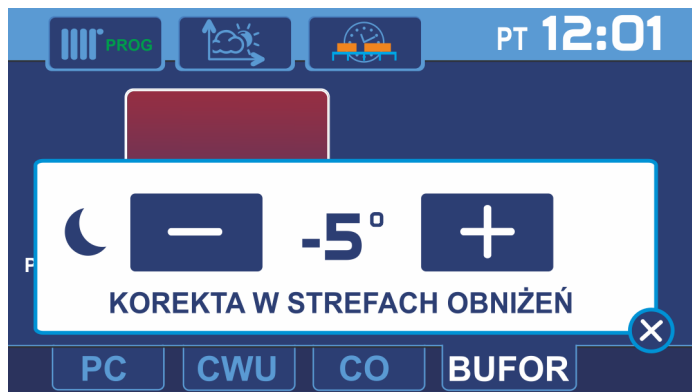 PROG
PT 12:01
-5°
P
KOREKTA W STREFACH OBNIŻEŃ
PC CWU CO BUFOR